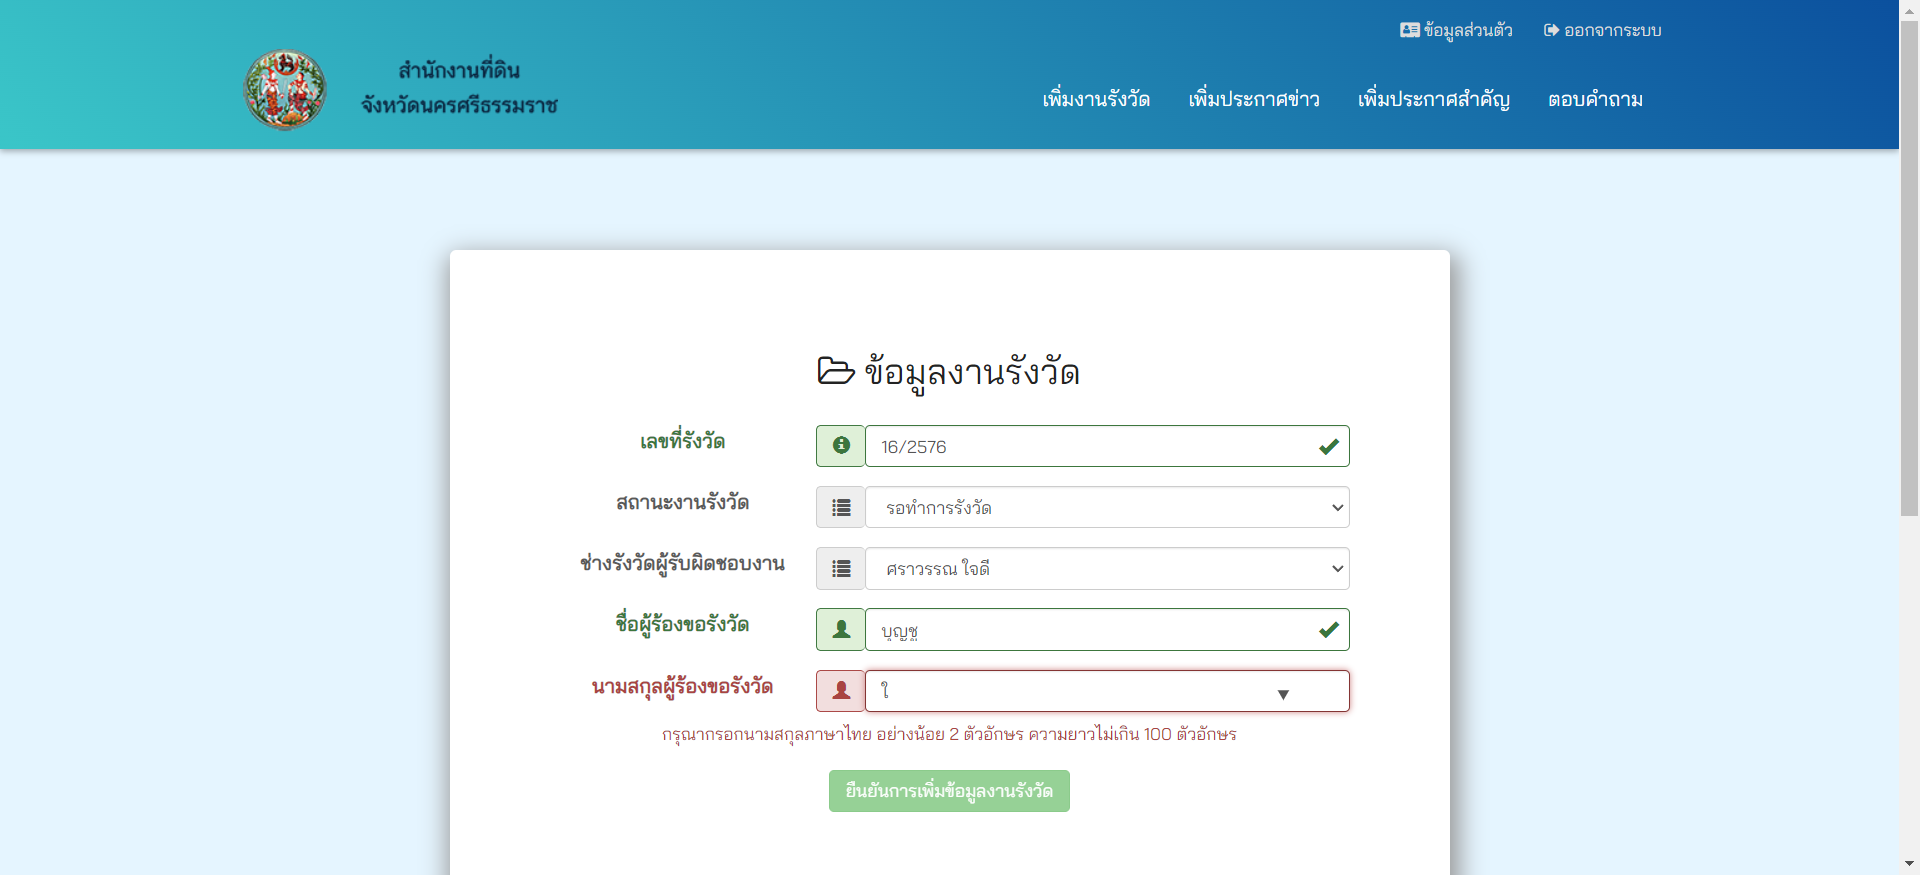 ข้อมูลส่วนตัว ออกจากระบบ
สำนักงานที่ดิน
จังหวัดนครศรีธรรมราช
เพิ่มงานรังวัด เพิ่มประกาศข่าว เพิ่มประกาศสำคัญ ตอบคำถาม
ข้อมูลงานรังวัด
เลขที่รังวัด 16/2576
สถานะงานรังวัด รอทำการรังวัด
ช่างรังวัดผู้รับผิดชอบงาน ศราวรรณ ใจดี
ชื่อผู้ร้องขอรังวัด บุญชู
นามสกุลผู้ร้องขอรังวัด ใ
กรุณากรอกนามสกุลภาษาไทย อย่างน้อย 2 ตัวอักษร ความยาวไม่เกิน 100 ตัวอักษร
ยืนยันการเพิ่มข้อมูลงานรังวัด